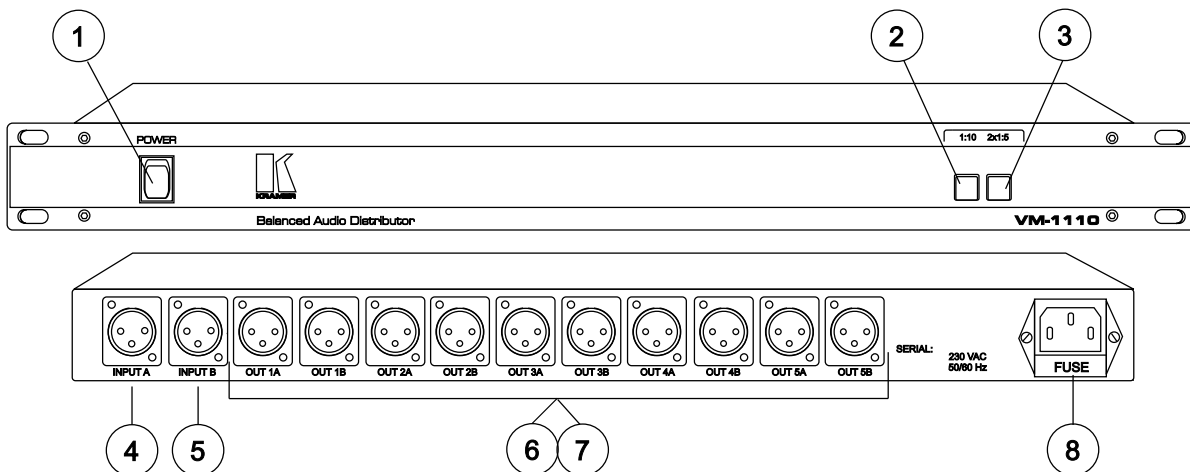 1
2
3
POWER
1:10 2x1:5
KRAMER
Balanced Audio Distributor
VM-1110
INPUT A
INPUT B
OUT 1A
OUT 1B
OUT 2A
OUT 2B
OUT 3A
OUT 3B
OUT 4A
OUT 4B
OUT 5A
OUT 5B
SERIAL:
230 VAC
50/60 Hz
FUSE
4
5
6
7
8